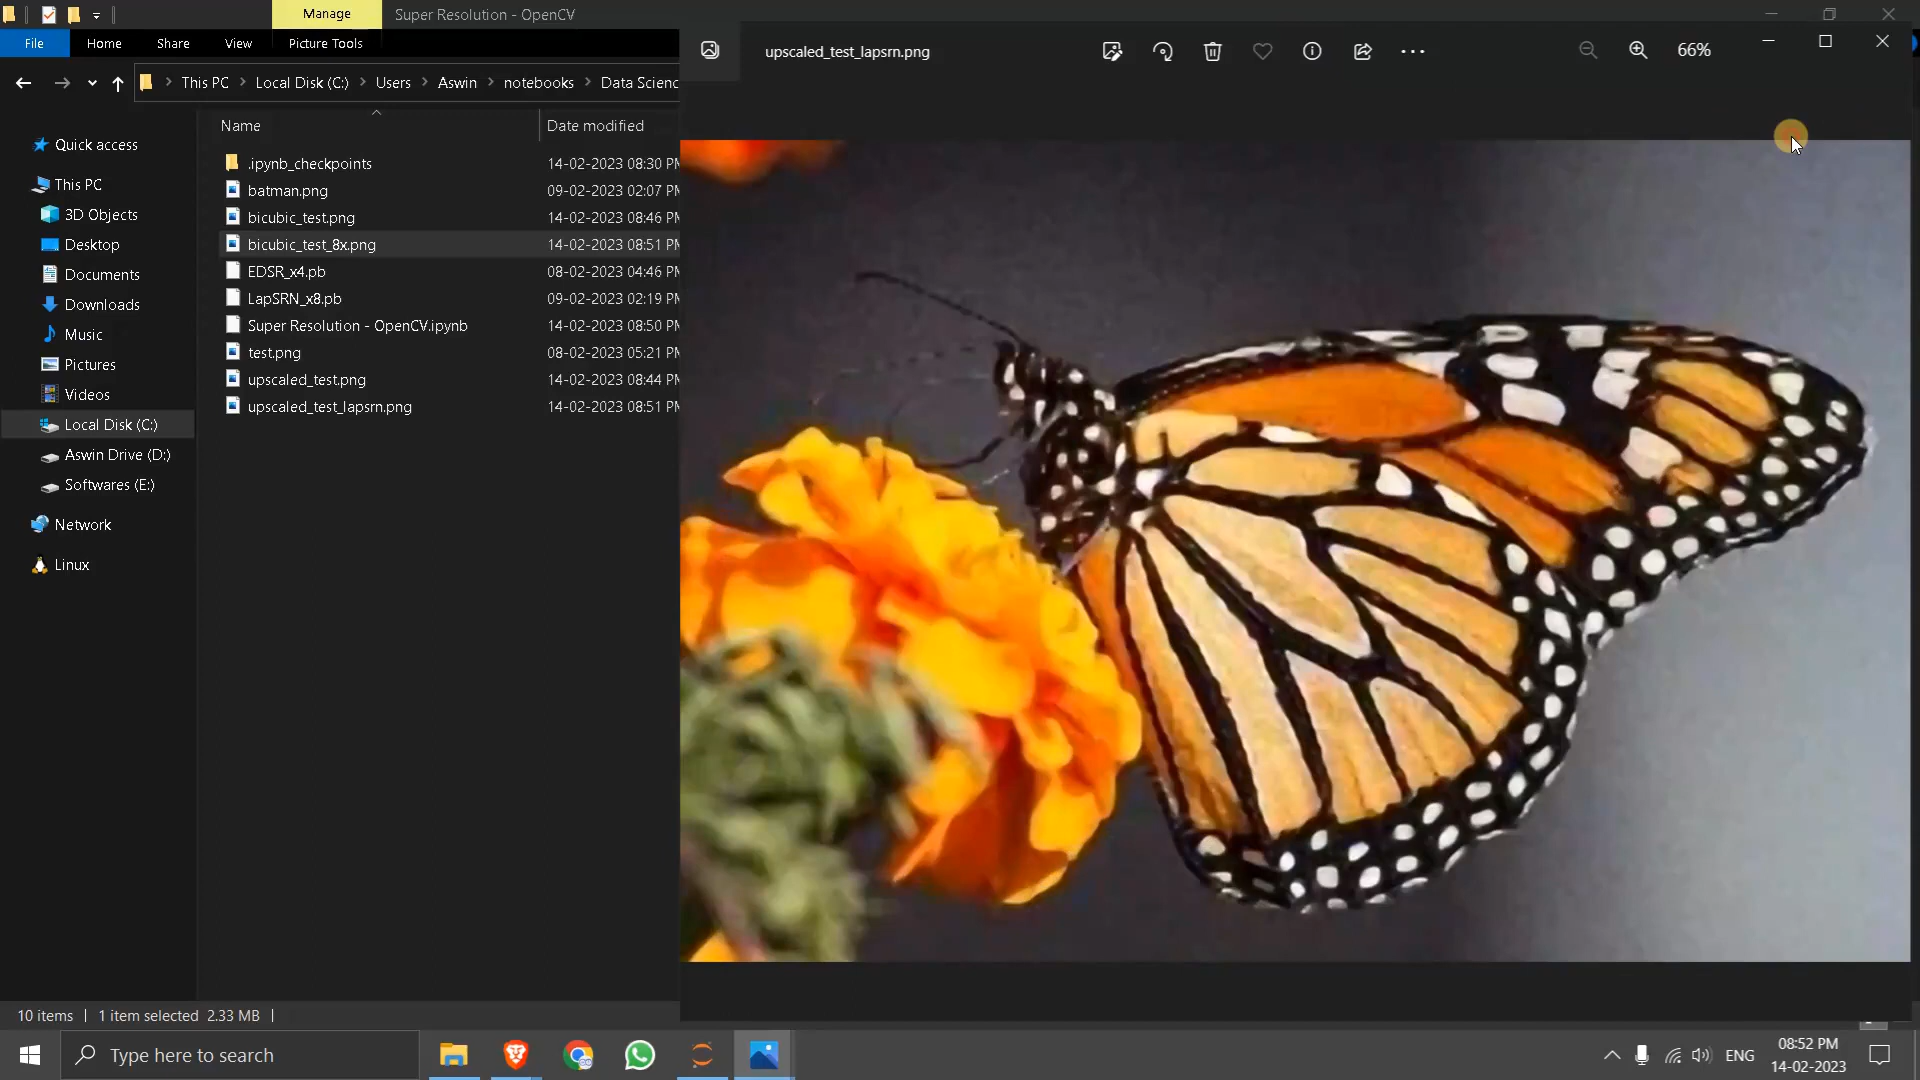 Manage
Super Resolution - OpenCV
File
Home
Share
View
Picture Tools
upscaled_test_lapsrn.png
66%
This PC
Local Disk (C:)
Users
Aswin
notebooks
Data Scienc
Name
Date modified
Quick access
This PC
3D Objects
Desktop
Documents
Downloads
Music
Pictures
Videos
Local Disk (C:)
Aswin Drive (D:)
Softwares (E:)
Network
Linux
.ipynb_checkpoints 14-02-2023 08:30 PM
batman.png 09-02-2023 02:07 PM
bicubic_test.png 14-02-2023 08:46 PM
bicubic_test_8x.png 14-02-2023 08:51 PM
EDSR_x4.pb 08-02-2023 04:46 PM
LapSRN_x8.pb 09-02-2023 02:19 PM
Super Resolution - OpenCV.ipynb 14-02-2023 08:50 PM
test.png 08-02-2023 05:21 PM
upscaled_test.png 14-02-2023 08:44 PM
upscaled_test_lapsrn.png 14-02-2023 08:51 PM
10 items
1 item selected 2.33 MB
Type here to search
ENG
08:52 PM
14-02-2023